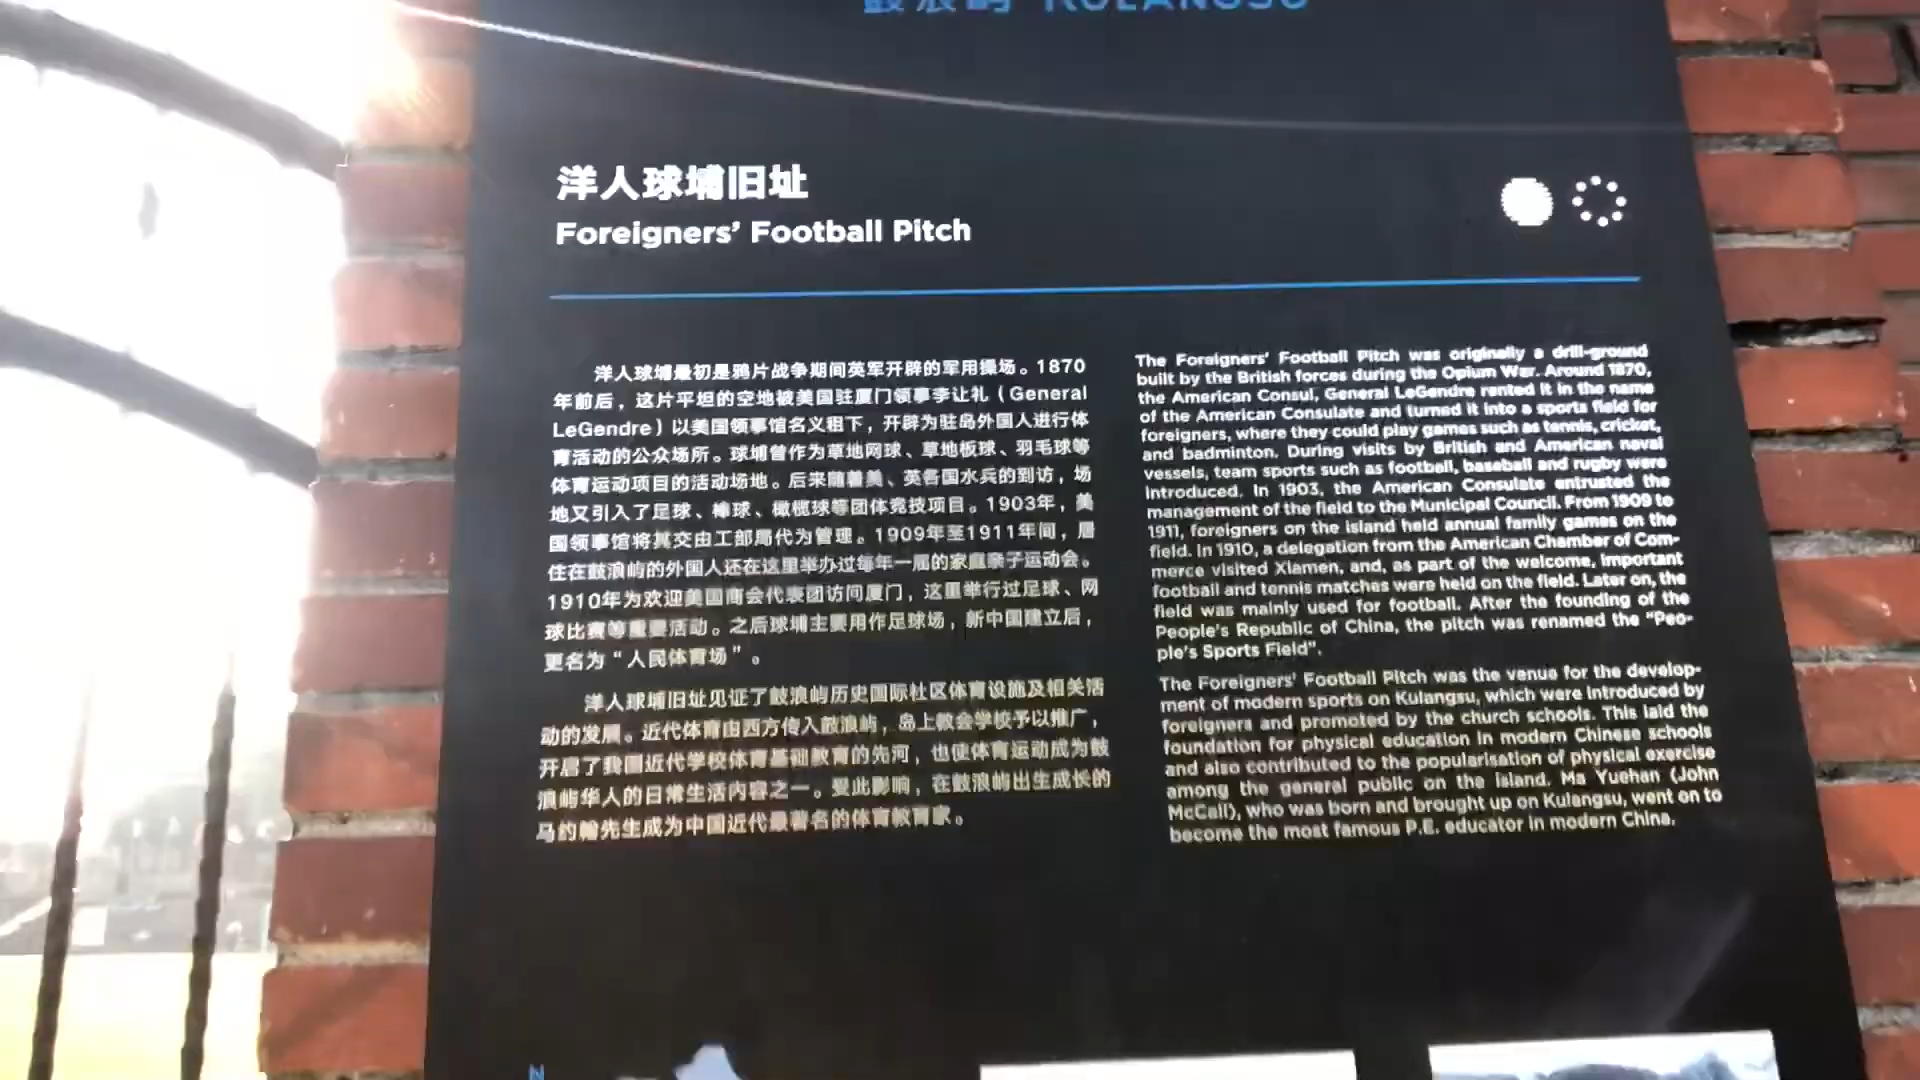 鼓浪屿 KULANGSU
洋人球埔旧址
Foreigners' Football Pitch
洋人球埔最初是鸦片战争期间英军开辟的军用操场。1870
年前后，这片平坦的空地被美国驻厦门领事李让礼（General
LeGendre）以美国领事馆名义租下，开辟为驻岛外国人进行体
育活动的公众场所。球埔曾作为草地网球、草地板球、羽毛球等
体育运动项目的活动场地。后来随着美、英各国水兵的到访，场
地又引入了足球、棒球、橄榄球等团体竞技项目。1903年，美
国领事馆将其交由工部局代为管理。1909年至1911年间，居
住在鼓浪屿的外国人还在这里举办过每年一届的家庭亲子运动会。
1910年为欢迎美国商会代表团访问厦门，这里举行过足球、网
球比赛等重要活动。之后球埔主要用作足球场，新中国建立后，
更名为“人民体育场”。
洋人球埔旧址见证了鼓浪屿历史国际社区体育设施及相关活
动的发展。近代体育由西方传入鼓浪屿，岛上教会学校予以推广，
开启了我国近代学校体育基础教育的先河，也使体育运动成为鼓
浪屿华人的日常生活内容之一。受此影响，在鼓浪屿出生成长的
马约翰先生成为中国近代最著名的体育教育家。
The Foreigners' Football Pitch was originally a drill-ground
built by the British forces during the Opium War. Around 1870,
the American Consul, General LeGendre rented it in the name
of the American Consulate and turned it into a sports field for
foreigners, where they could play games such as tennis, cricket,
and badminton. During visits by British and American naval
vessels, team sports such as football, baseball and rugby were
introduced. In 1903, the American Consulate entrusted the
management of the field to the Municipal Council. From 1909 to
1911, foreigners on the island held annual family games on the
field. In 1910, a delegation from the American Chamber of Com-
merce visited Xiamen, and, as part of the welcome, important
football and tennis matches were held on the field. Later on, the
field was mainly used for football. After the founding of the
People's Republic of China, the pitch was renamed the "Peo-
ple's Sports Field".
The Foreigners' Football Pitch was the venue for the develop-
ment of modern sports on Kulangsu, which were introduced by
foreigners and promoted by the church schools. This laid the
foundation for physical education in modern Chinese schools
and also contributed to the popularisation of physical exercise
among the general public on the island. Ma Yuehan (John
McCall), who was born and brought up on Kulangsu, went on to
become the most famous P.E. educator in modern China.
N